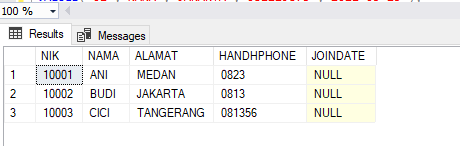 100 %
Results Messages
NIK NAMA ALAMAT HANDHPHONE JOINDATE
1 10001 ANI MEDAN 0823 NULL
2 10002 BUDI JAKARTA 0813 NULL
3 10003 CICI TANGERANG 081356 NULL